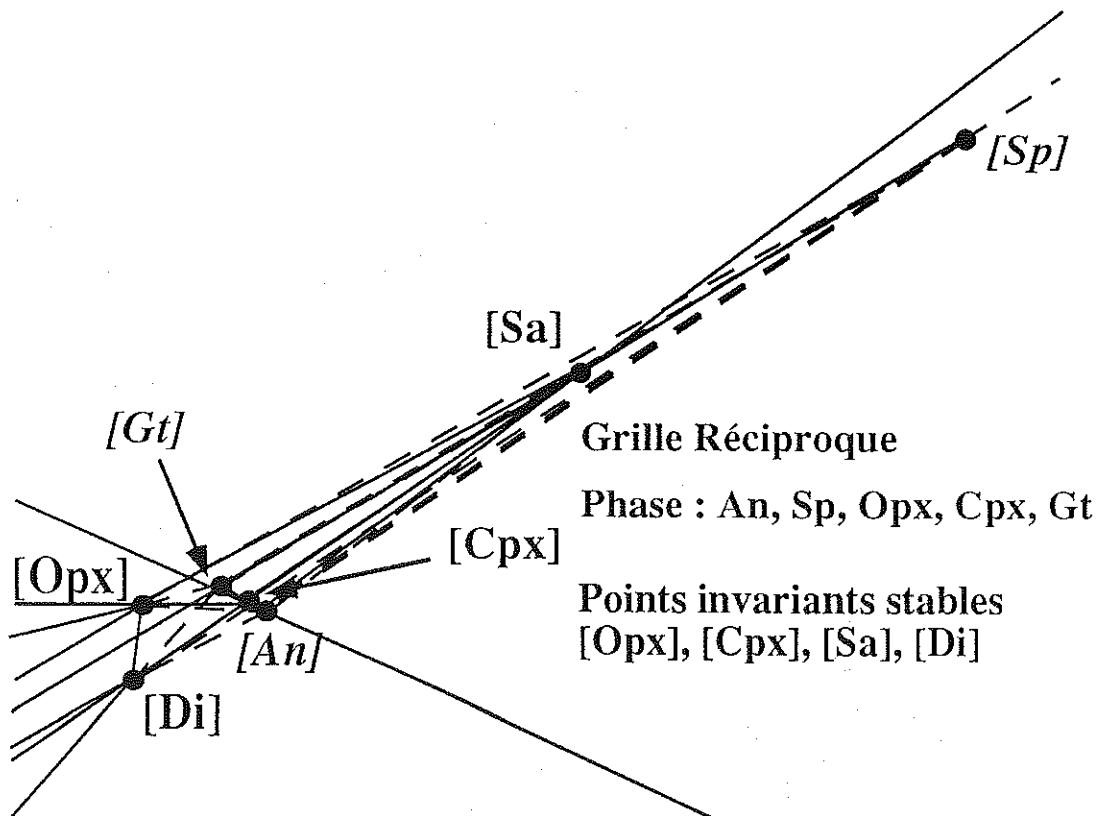 [Sp]
[Sa]
[Gt]
Grille Réciproque
Phase : An, Sp, Opx, Cpx, Gt
[Cpx]
[Opx]
Points invariants stables
[Opx], [Cpx], [Sa], [Di]
[An]
[Di]